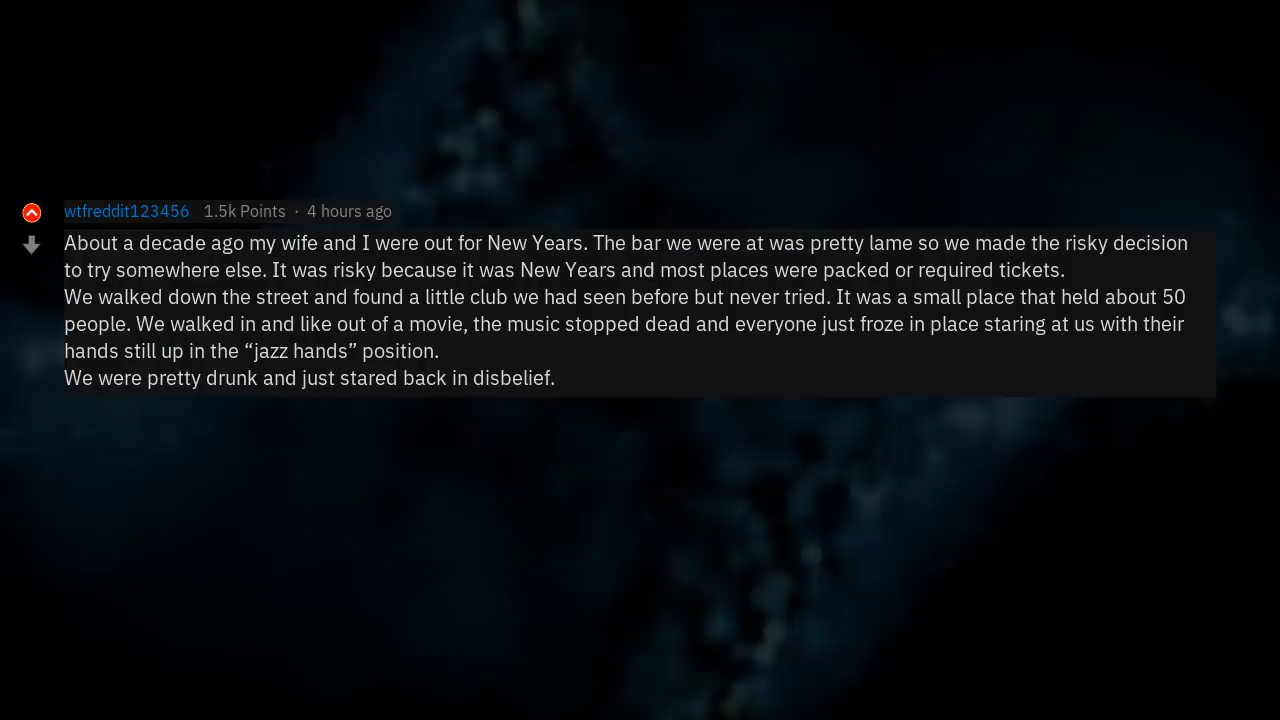 wtfreddit123456 1.5k Points · 4 hours ago
About a decade ago my wife and I were out for New Years. The bar we were at was pretty lame so we made the risky decision
to try somewhere else. It was risky because it was New Years and most places were packed or required tickets.
We walked down the street and found a little club we had seen before but never tried. It was a small place that held about 50
people. We walked in and like out of a movie, the music stopped dead and everyone just froze in place staring at us with their
hands still up in the “jazz hands” position.
We were pretty drunk and just stared back in disbelief.